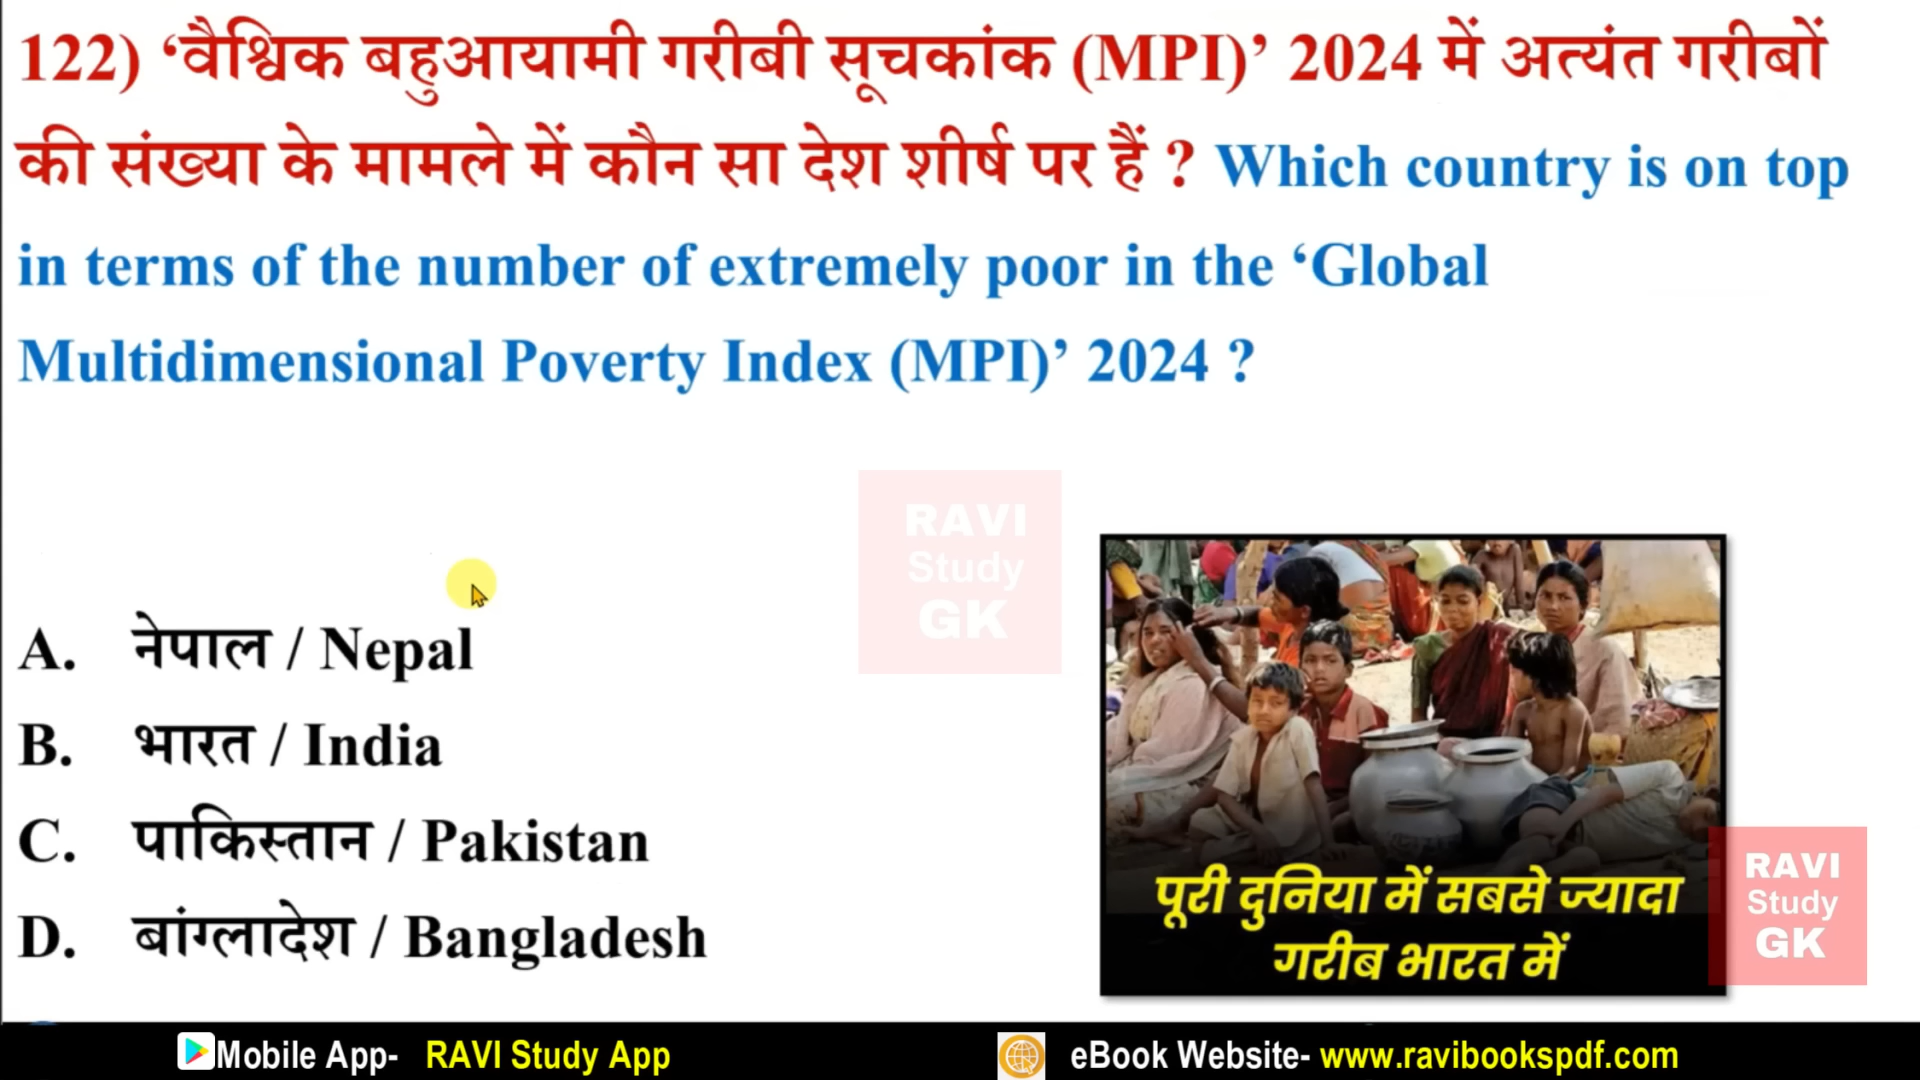 122) ‘वैश्विक बहुआयामी गरीबी सूचकांक (MPI)’ 2024 में अत्यंत गरीबों
की संख्या के मामले में कौन सा देश शीर्ष पर हैं ? Which country is on top
in terms of the number of extremely poor in the ‘Global
Multidimensional Poverty Index (MPI)’ 2024 ?
RAVI
Study
GK
A. नेपाल / Nepal
B. भारत / India
C. पाकिस्तान / Pakistan
D. बांग्लादेश / Bangladesh
पूरी दुनिया में सबसे ज्यादा
गरीब भारत में
RAVI
Study
GK
Mobile App- RAVI Study App
eBook Website- www.ravibookspdf.com